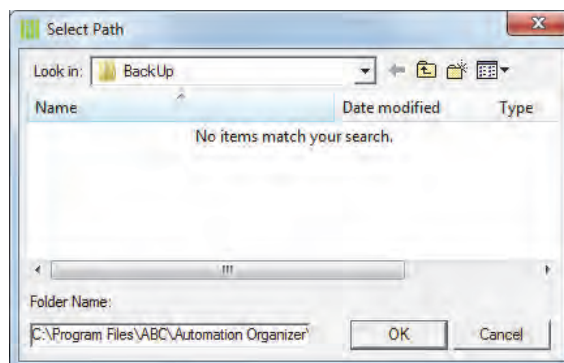 Select Path
Look in: BackUp
Name Date modified Type
No items match your search.
Folder Name:
C:\Program Files\ABC\Automation Organizer\ OK Cancel